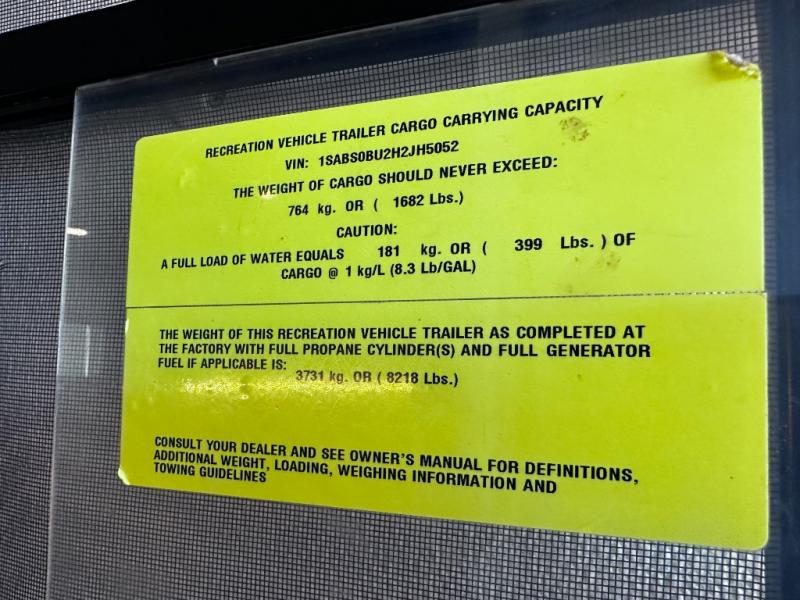 RECREATION VEHICLE TRAILER CARGO CARRYING CAPACITY
VIN: 1SABS0BU2H2JH5052
THE WEIGHT OF CARGO SHOULD NEVER EXCEED:
764 kg. OR ( 1682 Lbs.)
CAUTION:
A FULL LOAD OF WATER EQUALS 181 kg. OR ( 399 Lbs. ) OF
CARGO @ 1 kg/L (8.3 Lb/GAL)
THE WEIGHT OF THIS RECREATION VEHICLE TRAILER AS COMPLETED AT
THE FACTORY WITH FULL PROPANE CYLINDER(S) AND FULL GENERATOR
FUEL IF APPLICABLE IS:
3731 kg. OR ( 8218 Lbs.)
CONSULT YOUR DEALER AND SEE OWNER'S MANUAL FOR DEFINITIONS,
ADDITIONAL WEIGHT, LOADING, WEIGHING INFORMATION AND
TOWING GUIDELINES